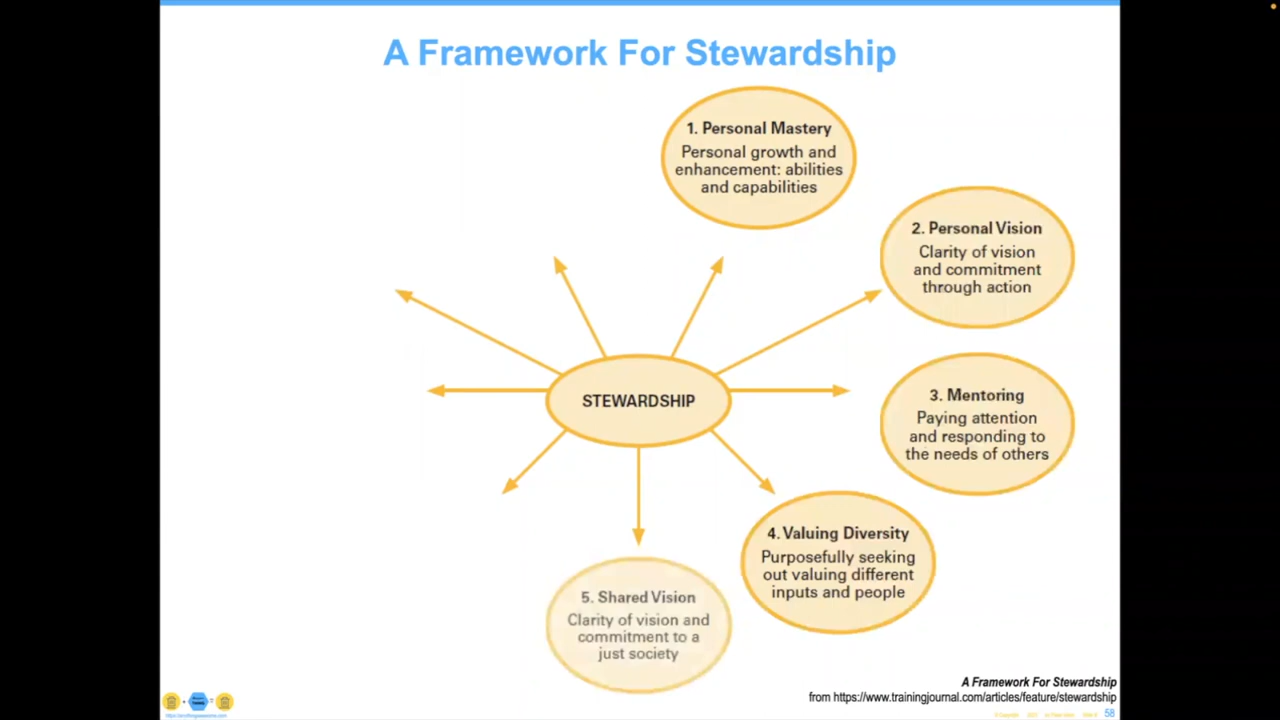 A Framework For Stewardship
1. Personal Mastery
Personal growth and
enhancement: abilities
and capabilities
2. Personal Vision
Clarity of vision
and commitment
through action
3. Mentoring
Paying attention
and responding to
the needs of others
4. Valuing Diversity
Purposefully seeking
out valuing different
inputs and people
5. Shared Vision
Clarity of vision and
commitment to a
just society
STEWARDSHIP
A Framework For Stewardship
from https://www.trainingjournal.com/articles/feature/stewardship
58